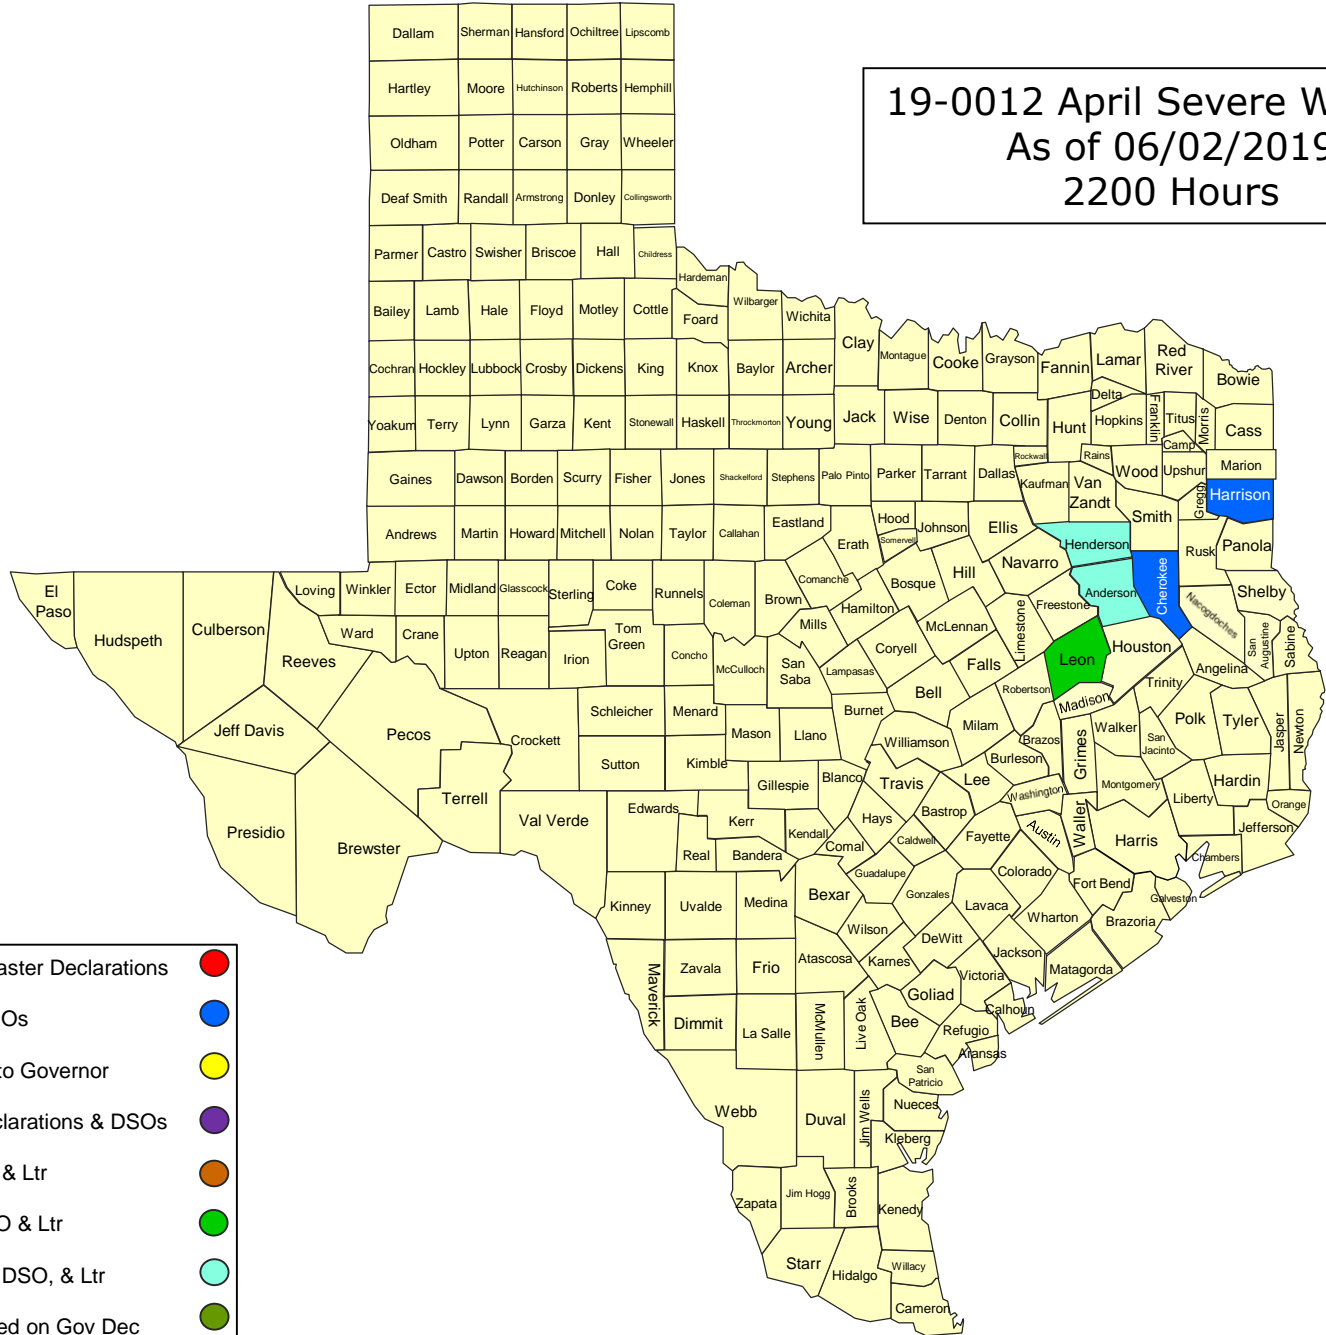 Dallam Sherman Hansford Ochiltree Lipscomb
Hartley Moore Hutchinson Roberts Hemphill
19-0012 April Severe W
As of 06/02/2019
2200 Hours
Oldham Potter Carson Gray Wheeler
Deaf Smith Randall Armstrong Donley Collingsworth
Parmer Castro Swisher Briscoe Hall Childress
Hardeman
Bailey Lamb Hale Floyd Motley Cottle Foard Wilbarger Wichita
Clay Montague Cooke Grayson Fannin Lamar Red River Bowie
Cochran Hockley Lubbock Crosby Dickens King Knox Baylor Archer
Delta
Yoakum Terry Lynn Garza Kent Stonewall Haskell Throckmorton Young Jack Wise Denton Collin Hunt Hopkins Franklin Titus Morris Cass
Camp
Rockwall Rains
Gaines Dawson Borden Scurry Fisher Jones Shackelford Stephens Palo Pinto Parker Tarrant Dallas Kaufman Van Zandt Wood Upshur Marion
Gregg Harrison
Andrews Martin Howard Mitchell Nolan Taylor Callahan Eastland Erath Hood Somervell Johnson Ellis Henderson Smith Rusk Panola
El Paso Hudspeth Culberson Loving Winkler Ector Midland Glasscock Sterling Coke Runnels Coleman Brown Comanche Hamilton Bosque Hill Navarro Freestone Anderson Cherokee Nacogdoches Shelby
Reeves Ward Crane Upton Reagan Irion Tom Green Concho McCulloch San Saba Mills Lampasas Coryell McLennan Limestone Falls Leon Houston Angelina San Augustine Sabine
Jeff Davis Pecos Crockett Schleicher Menard Mason Llano Burnet Bell Milam Robertson Madison Trinity Walker San Jacinto Polk Tyler Jasper Newton
Sutton Kimble Gillespie Blanco Williamson Travis Lee Burleson Brazos Grimes Washington Montgomery Liberty Hardin Orange
Presidio Brewster Terrell Val Verde Edwards Kerr Real Bandera Kendall Comal Hays Caldwell Bastrop Fayette Austin Waller Harris Chambers Jefferson
Kinney Uvalde Medina Bexar Guadalupe Gonzales Lavaca Colorado Wharton Fort Bend Brazoria Galveston
Maverick Zavala Frio Atascosa Wilson Karnes DeWitt Jackson Matagorda
Dimmit La Salle McMullen Live Oak Bee Goliad Victoria Calhoun Refugio Aransas
San Patricio
Webb Duval Jim Wells Nueces
Kleberg
Zapata Jim Hogg Brooks Kenedy
Starr Hidalgo Willacy
Cameron
aster Declarations
Os
to Governor
clarations & DSOs
& Ltr
O & Ltr
DSO, & Ltr
ed on Gov Dec